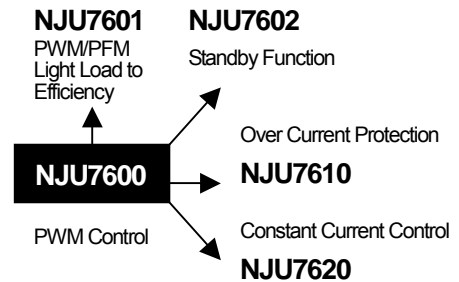 NJU7601
PWM/PFM
Light Load to
Efficiency
NJU7602
Standby Function
NJU7600
PWM Control
Over Current Protection
NJU7610
Constant Current Control
NJU7620